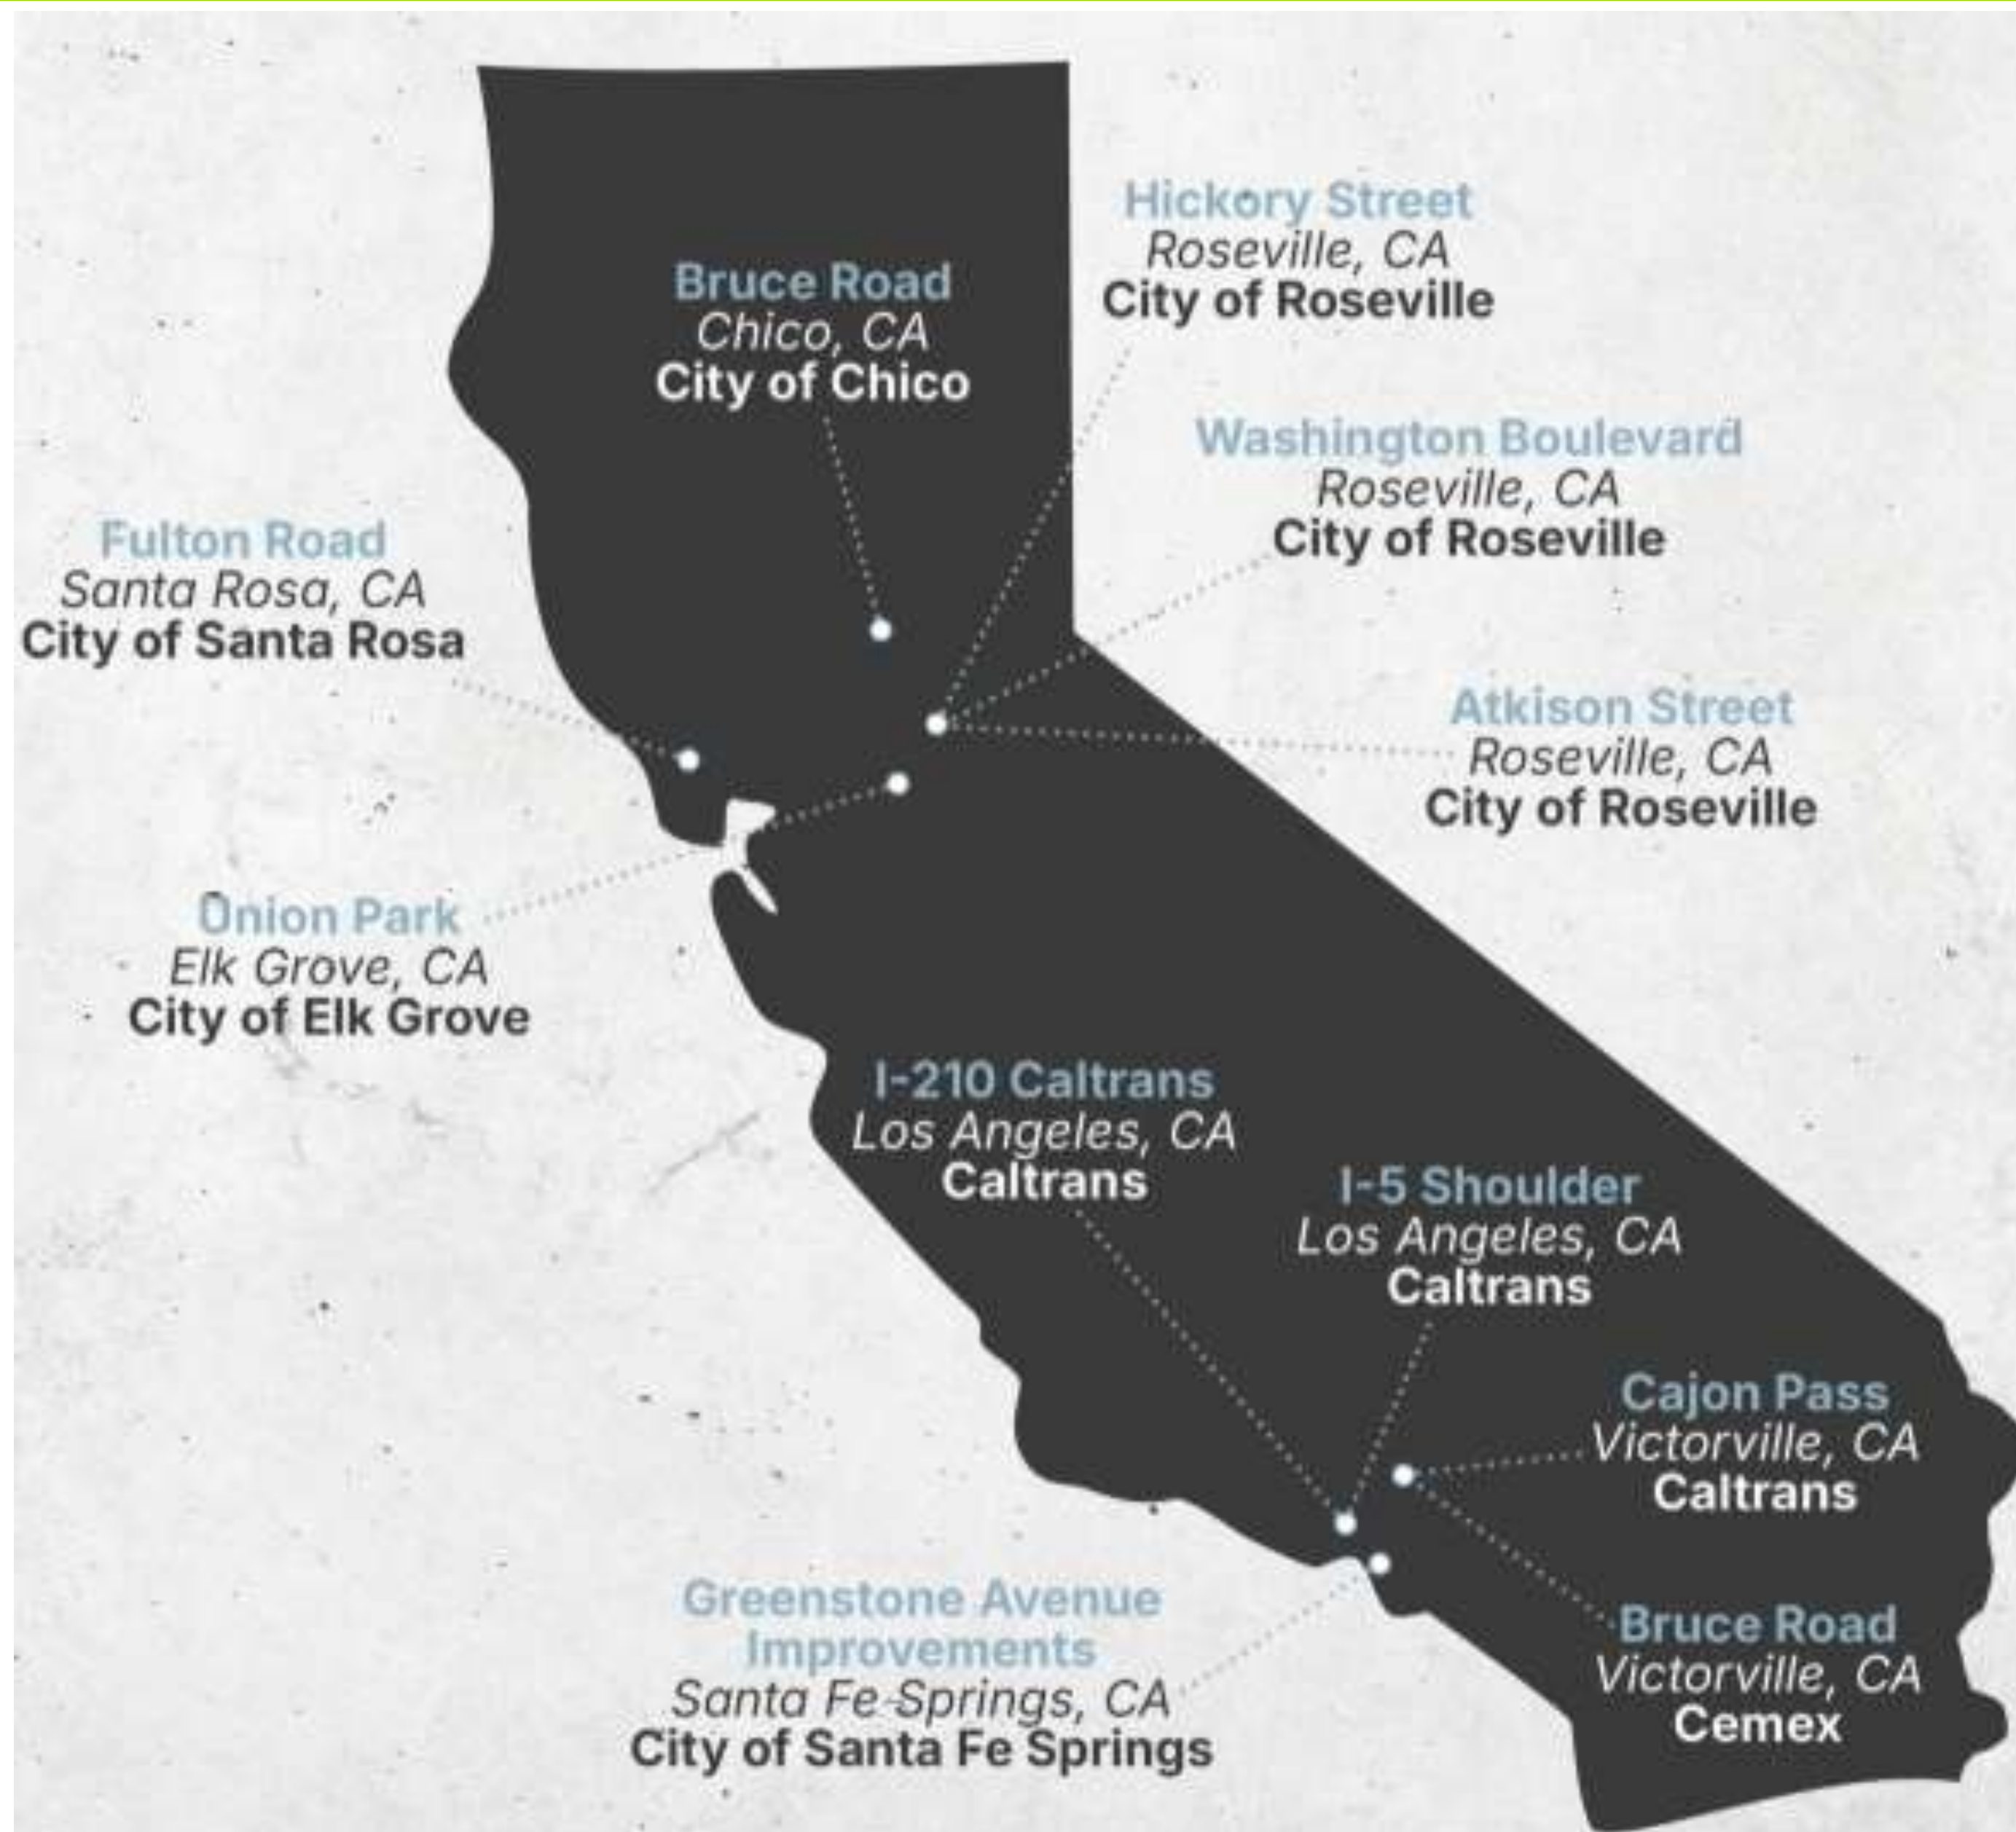 Hickory Street
Roseville, CA
City of Roseville
Bruce Road
Chico, CA
City of Chico
Washington Boulevard
Roseville, CA
City of Roseville
Fulton Road
Santa Rosa, CA
City of Santa Rosa
Atkison Street
Roseville, CA
City of Roseville
Onion Park
Elk Grove, CA
City of Elk Grove
I-210 Caltrans
Los Angeles, CA
Caltrans
I-5 Shoulder
Los Angeles, CA
Caltrans
Cajon Pass
Victorville, CA
Caltrans
Greenstone Avenue
Improvements
Santa Fe Springs, CA
City of Santa Fe Springs
Bruce Road
Victorville, CA
Cemex